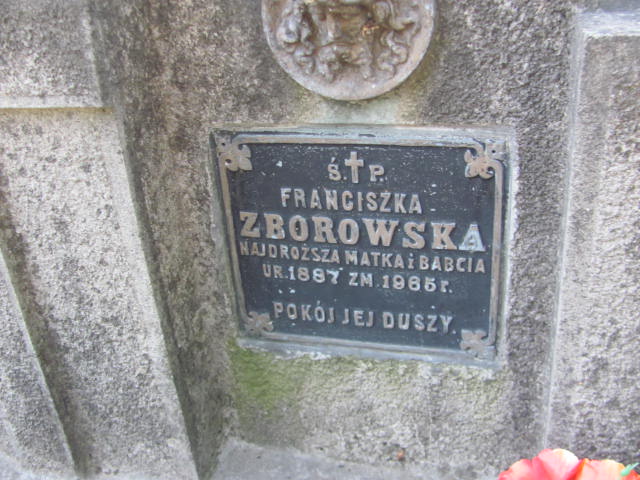 Ś.✝P.
FRANCISZKA
ZBOROWSKA
NAJDROŻSZA MATKA i BABCIA
UR. 1887 ZM. 1965 r.
POKÓJ JEJ DUSZY.